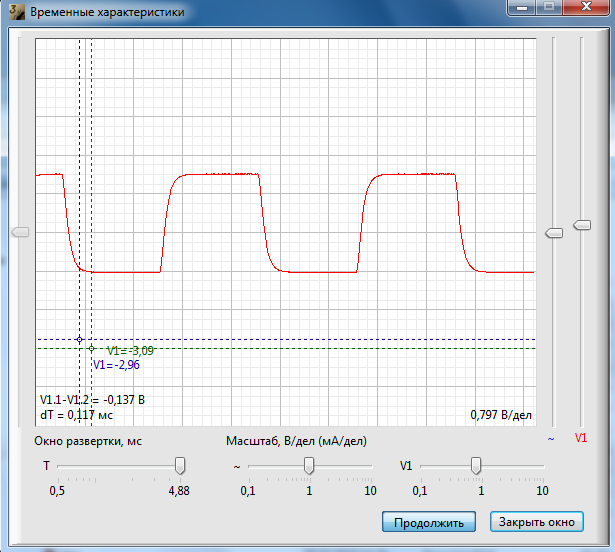 Временные характеристики
V1=-3,09
V1=-2,96
V1.1-V1.2 = -0,137 В
dT = 0,117 мс
0,797 В/дел
Окно развертки, мс
Масштаб, В/дел (мА/дел)
~
V1
T
~
V1
0,5
4,88
0,1
1
10
0,1
1
10
Продолжить
Закрыть окно